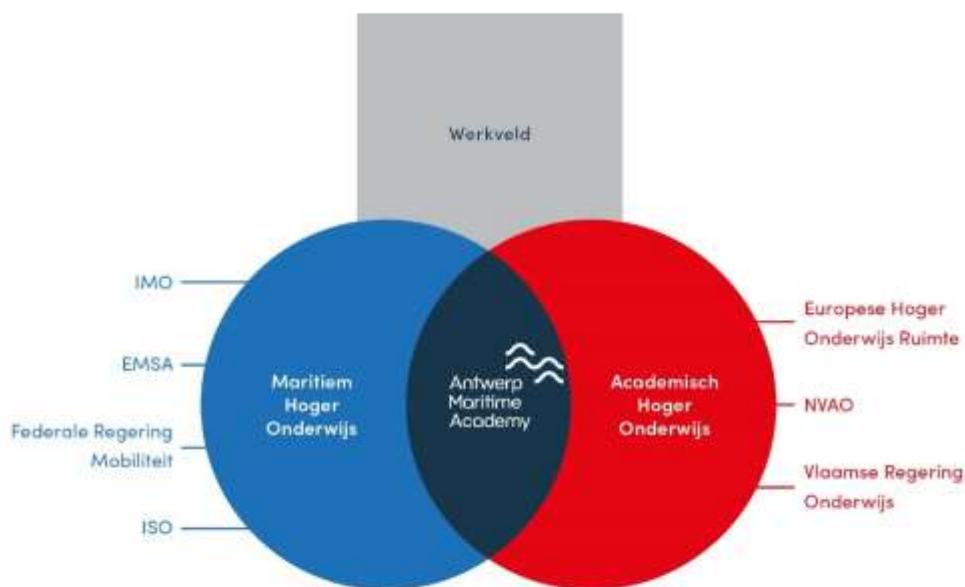 Werkveld
IMO
EMSA
Federale Regering
Mobiliteit
ISO
Maritiem
Hoger
Onderwijs
Antwerp
Maritime
Academy
Academisch
Hoger
Onderwijs
Europese Hoger
Onderwijs Ruimte
NVAO
Vlaamse Regering
Onderwijs